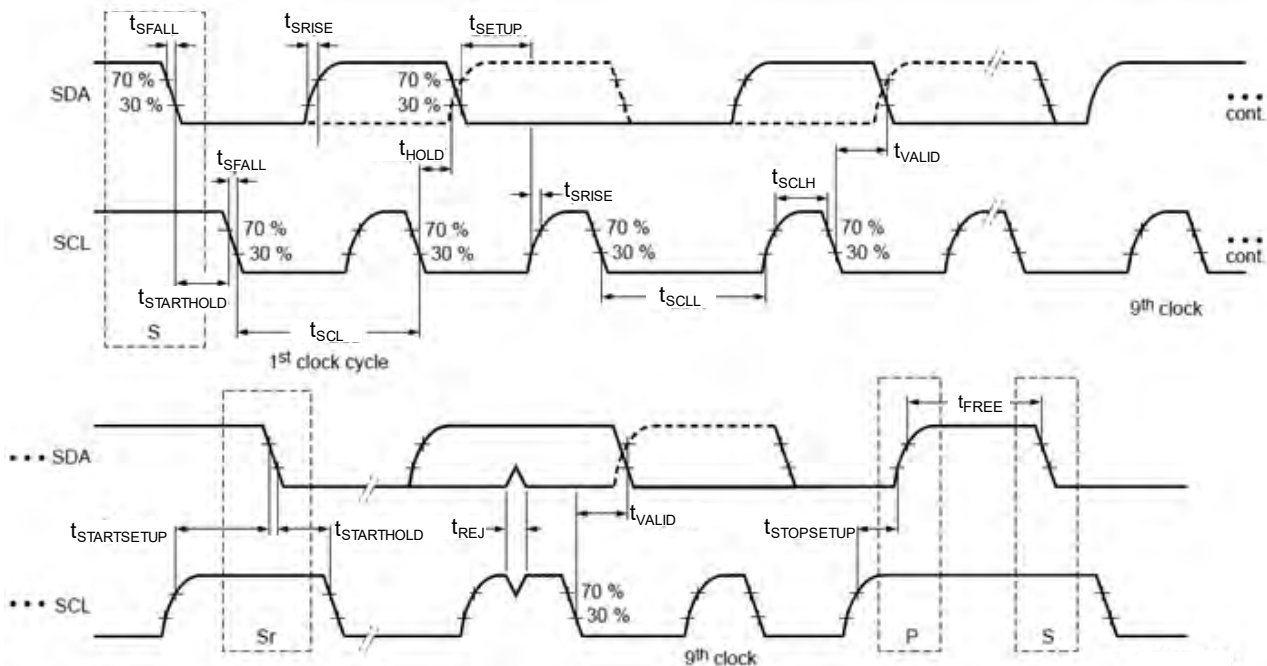 tSFALL tSRISE tSETUP
SDA 70 % 70 %
30 % 30 %
••• cont.
tSFALL tHOLD tSRISE tSCLH tVALID
SCL 70 % 70 % 70 % 70 %
30 % 30 % 30 % 30 %
••• cont.
tSTARTHOLD tSCLL
S tSCL 9th clock
1st clock cycle
tFREE
••• SDA
tSTARTSETUP tSTARTHOLD tREJ tVALID tSTOPSETUP
••• SCL 70 %
30 %
Sr 9th clock P S